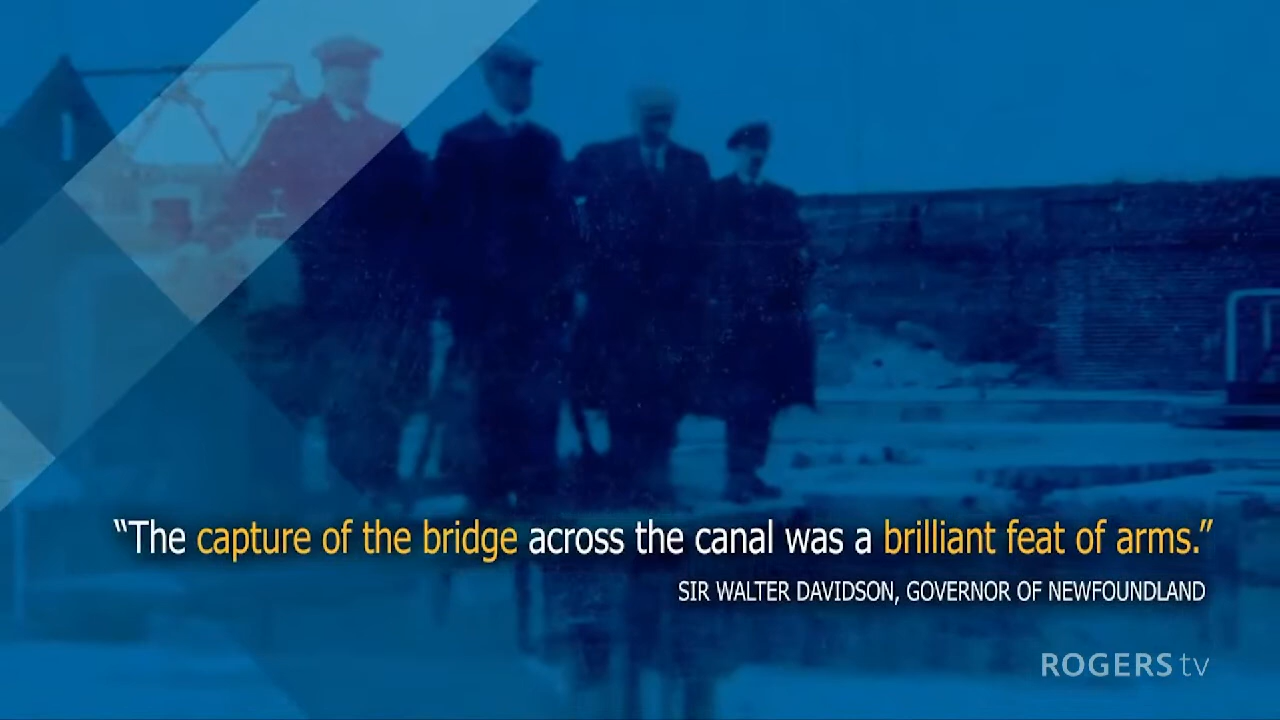 “The capture of the bridge across the canal was a brilliant feat of arms.”
SIR WALTER DAVIDSON, GOVERNOR OF NEWFOUNDLAND
ROGERS tv